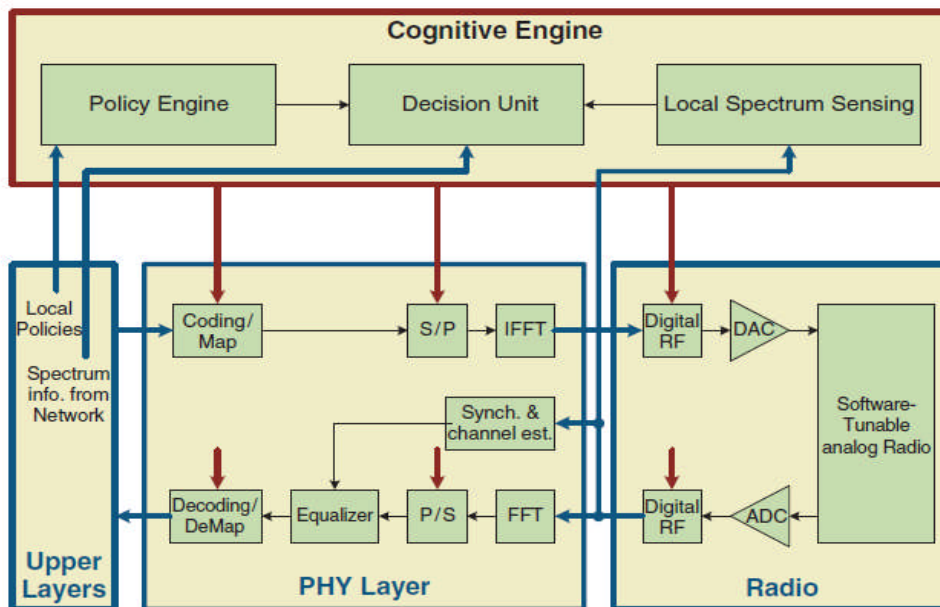 Cognitive Engine
Policy Engine
Decision Unit
Local Spectrum Sensing
Local
Policies
Spectrum
info. from
Network
Upper
Layers
Coding/
Map
S/P
IFFT
Synch. &
channel est.
Decoding/
DeMap
Equalizer
P/S
FFT
PHY Layer
Digital
RF
DAC
Software-
Tunable
analog Radio
Digital
RF
ADC
Radio